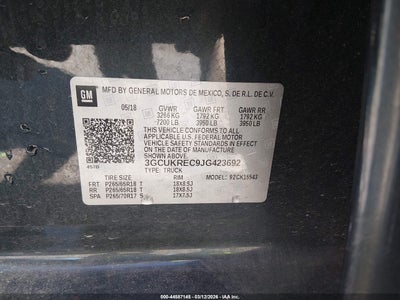 GM
MFD BY GENERAL MOTORS DE MEXICO, S. DE R.L. DE C.V.
05/18 GVWR GAWR FRT GAWR RR
3266 KG 1792 KG 1792 KG
7200 LB 3950 LB 3950 LB
THIS VEHICLE CONFORMS TO ALL APPLICABLE
U.S. FEDERAL MOTOR VEHICLE
SAFETY STANDARDS IN EFFECT ON THE DATE OF
MANUFACTURE SHOWN ABOVE.
3GCUKREC9JG423692
TYPE: TRUCK
TIRE SIZE RIM
FRT P265/65R18 T 18X8.5J
RR P265/65R18 T 18X8.5J
SPA P265/70R17 S 17X7.5J
000-44587148 - 03/12/2026 - IAA, Inc.